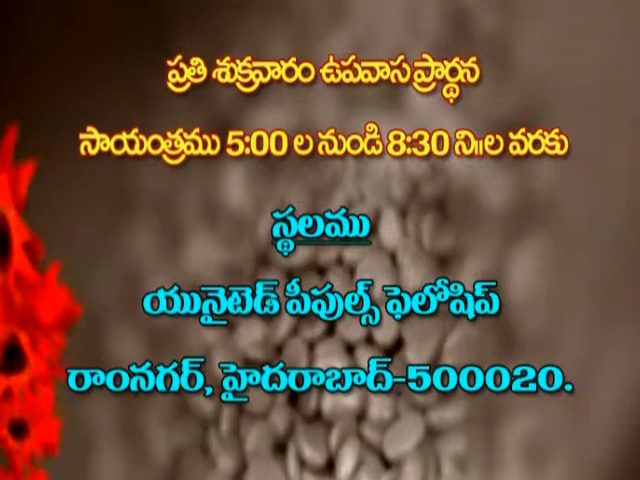 ప్రతి శుక్రవారం ఉపవాస ప్రార్థన
సాయంత్రము 5:00 ల నుండి 8:30 ని॥ల వరకు
స్థలము
యునైటెడ్ పీపుల్స్ ఫెలోషిప్
రాంనగర్, హైదరాబాద్-500020.